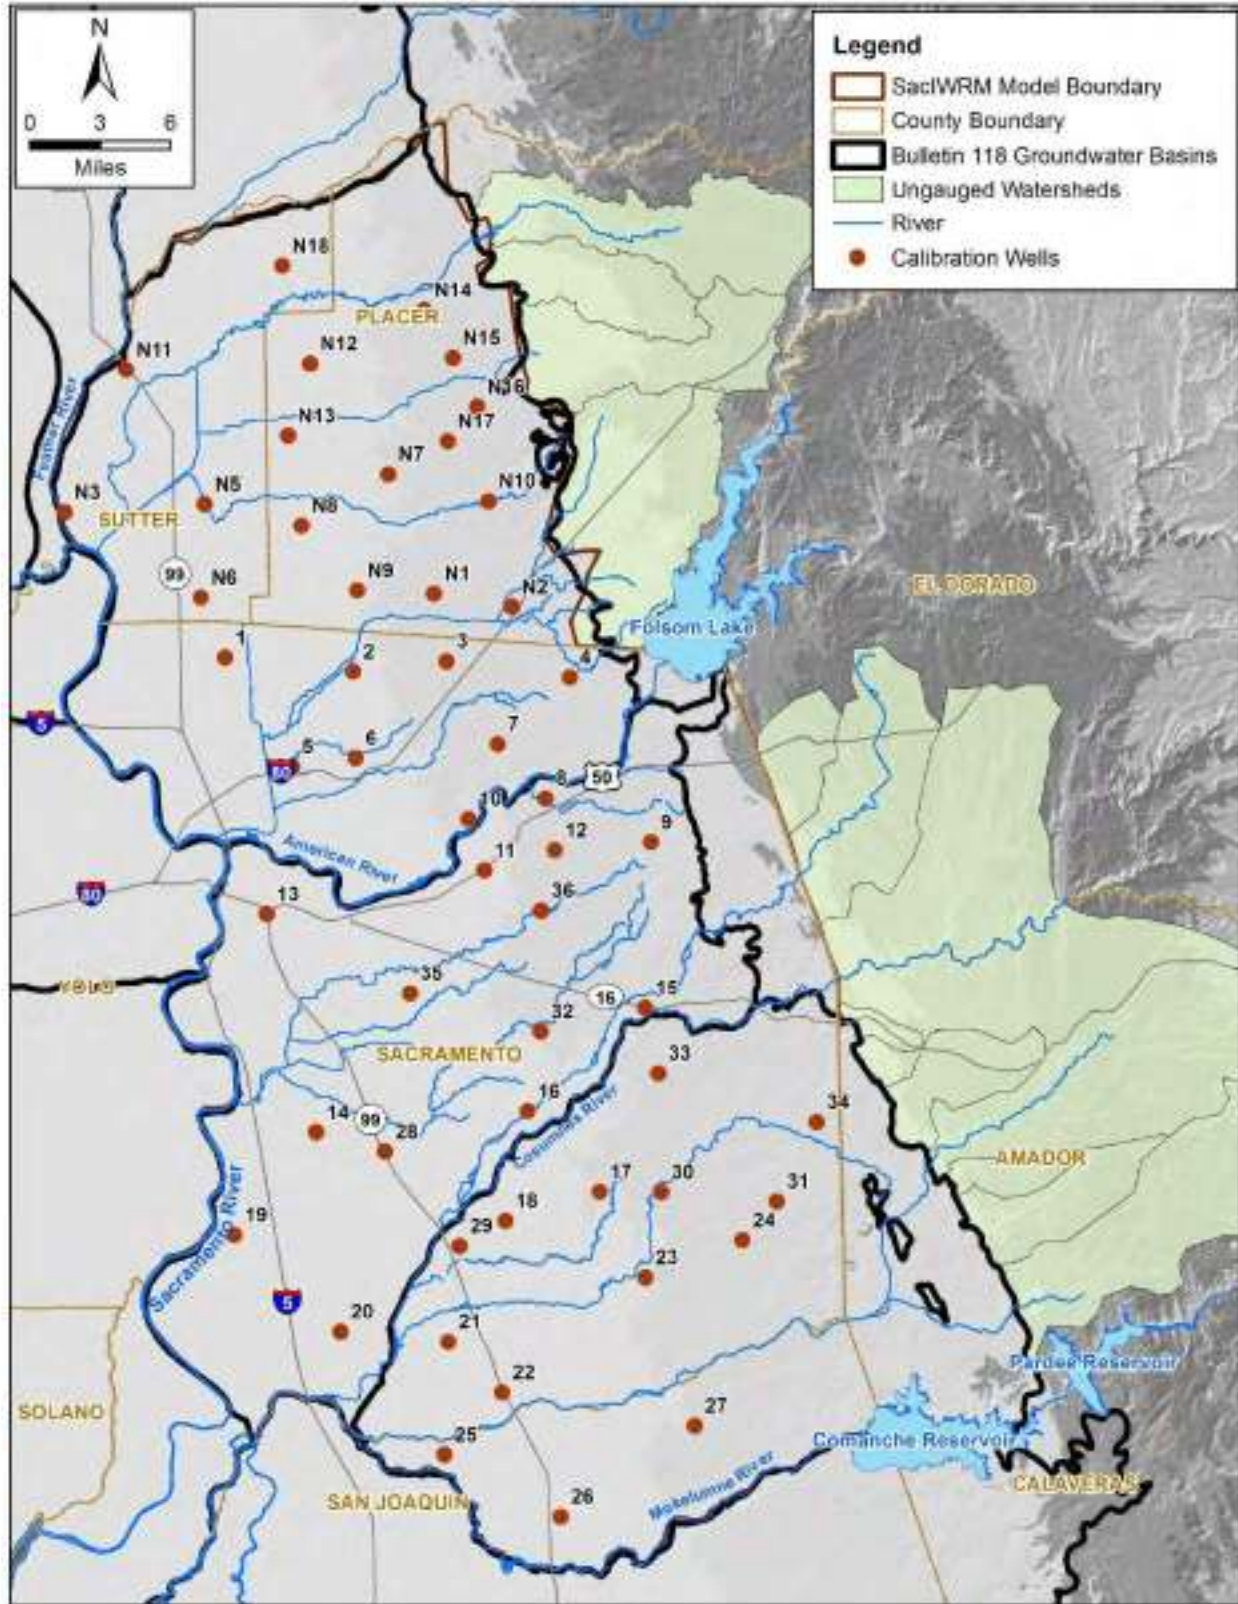 N
0 3 6
Miles
Legend
SacIWRM Model Boundary
County Boundary
Bulletin 118 Groundwater Basins
Ungauged Watersheds
River
Calibration Wells
N18
N14
PLACER
N11
N12
N15
N16
Feather River
N13
N17
N7
N3
N5
N10
SUTTER
N8
99
N6
N9
N1
N2
EL DORADO
Folsom Lake
1
2
3
4
5
5
6
7
80
8
50
10
9
American River
11
12
80
13
36
YOLO
35
16
15
32
SACRAMENTO
33
16
14
99
28
Cosumnes River
34
AMADOR
17
30
31
18
19
29
24
Sacramento River
23
5
20
21
Pardee Reservoir
22
SOLANO
27
25
Comanche Reservoir
CALAVERAS
SAN JOAQUIN
Mokelumne River
26